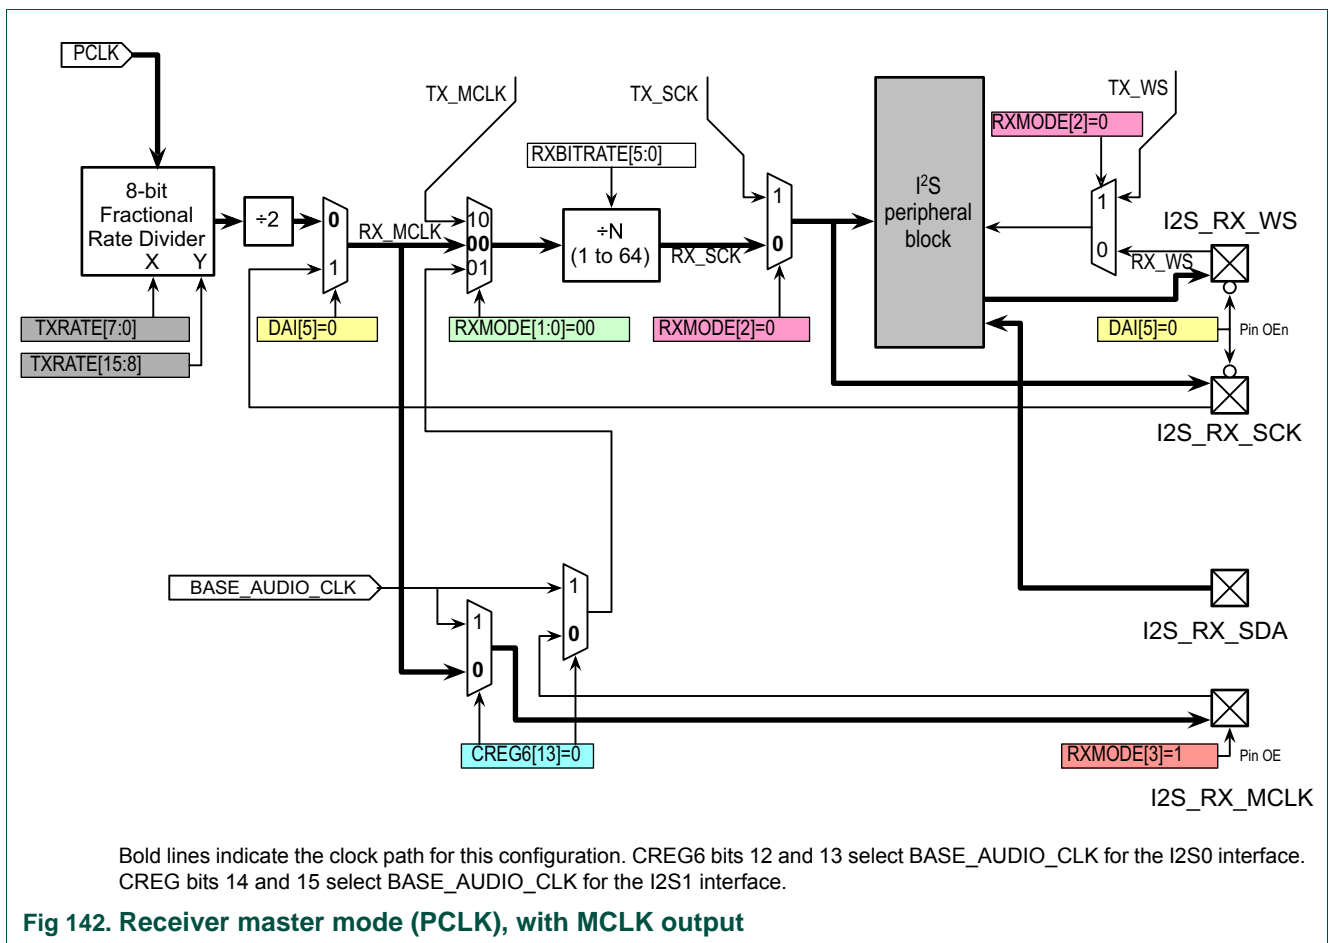 PCLK
TX_MCLK
TX_SCK
TX_WS
RXMODE[2]=0
RXBITRATE[5:0]
8-bit
Fractional
Rate Divider
X Y
÷2
0
1
RX_MCLK
10
00
01
÷N
(1 to 64)
RX_SCK
1
0
I²S
peripheral
block
1
0
RX_WS
I2S_RX_WS
TXRATE[7:0]
TXRATE[15:8]
DAI[5]=0
RXMODE[1:0]=00
RXMODE[2]=0
DAI[5]=0
Pin OEn
I2S_RX_SCK
BASE_AUDIO_CLK
1
0
1
0
I2S_RX_SDA
CREG6[13]=0
RXMODE[3]=1
Pin OE
I2S_RX_MCLK
Bold lines indicate the clock path for this configuration. CREG6 bits 12 and 13 select BASE_AUDIO_CLK for the I2S0 interface.
CREG bits 14 and 15 select BASE_AUDIO_CLK for the I2S1 interface.
Fig 142. Receiver master mode (PCLK), with MCLK output